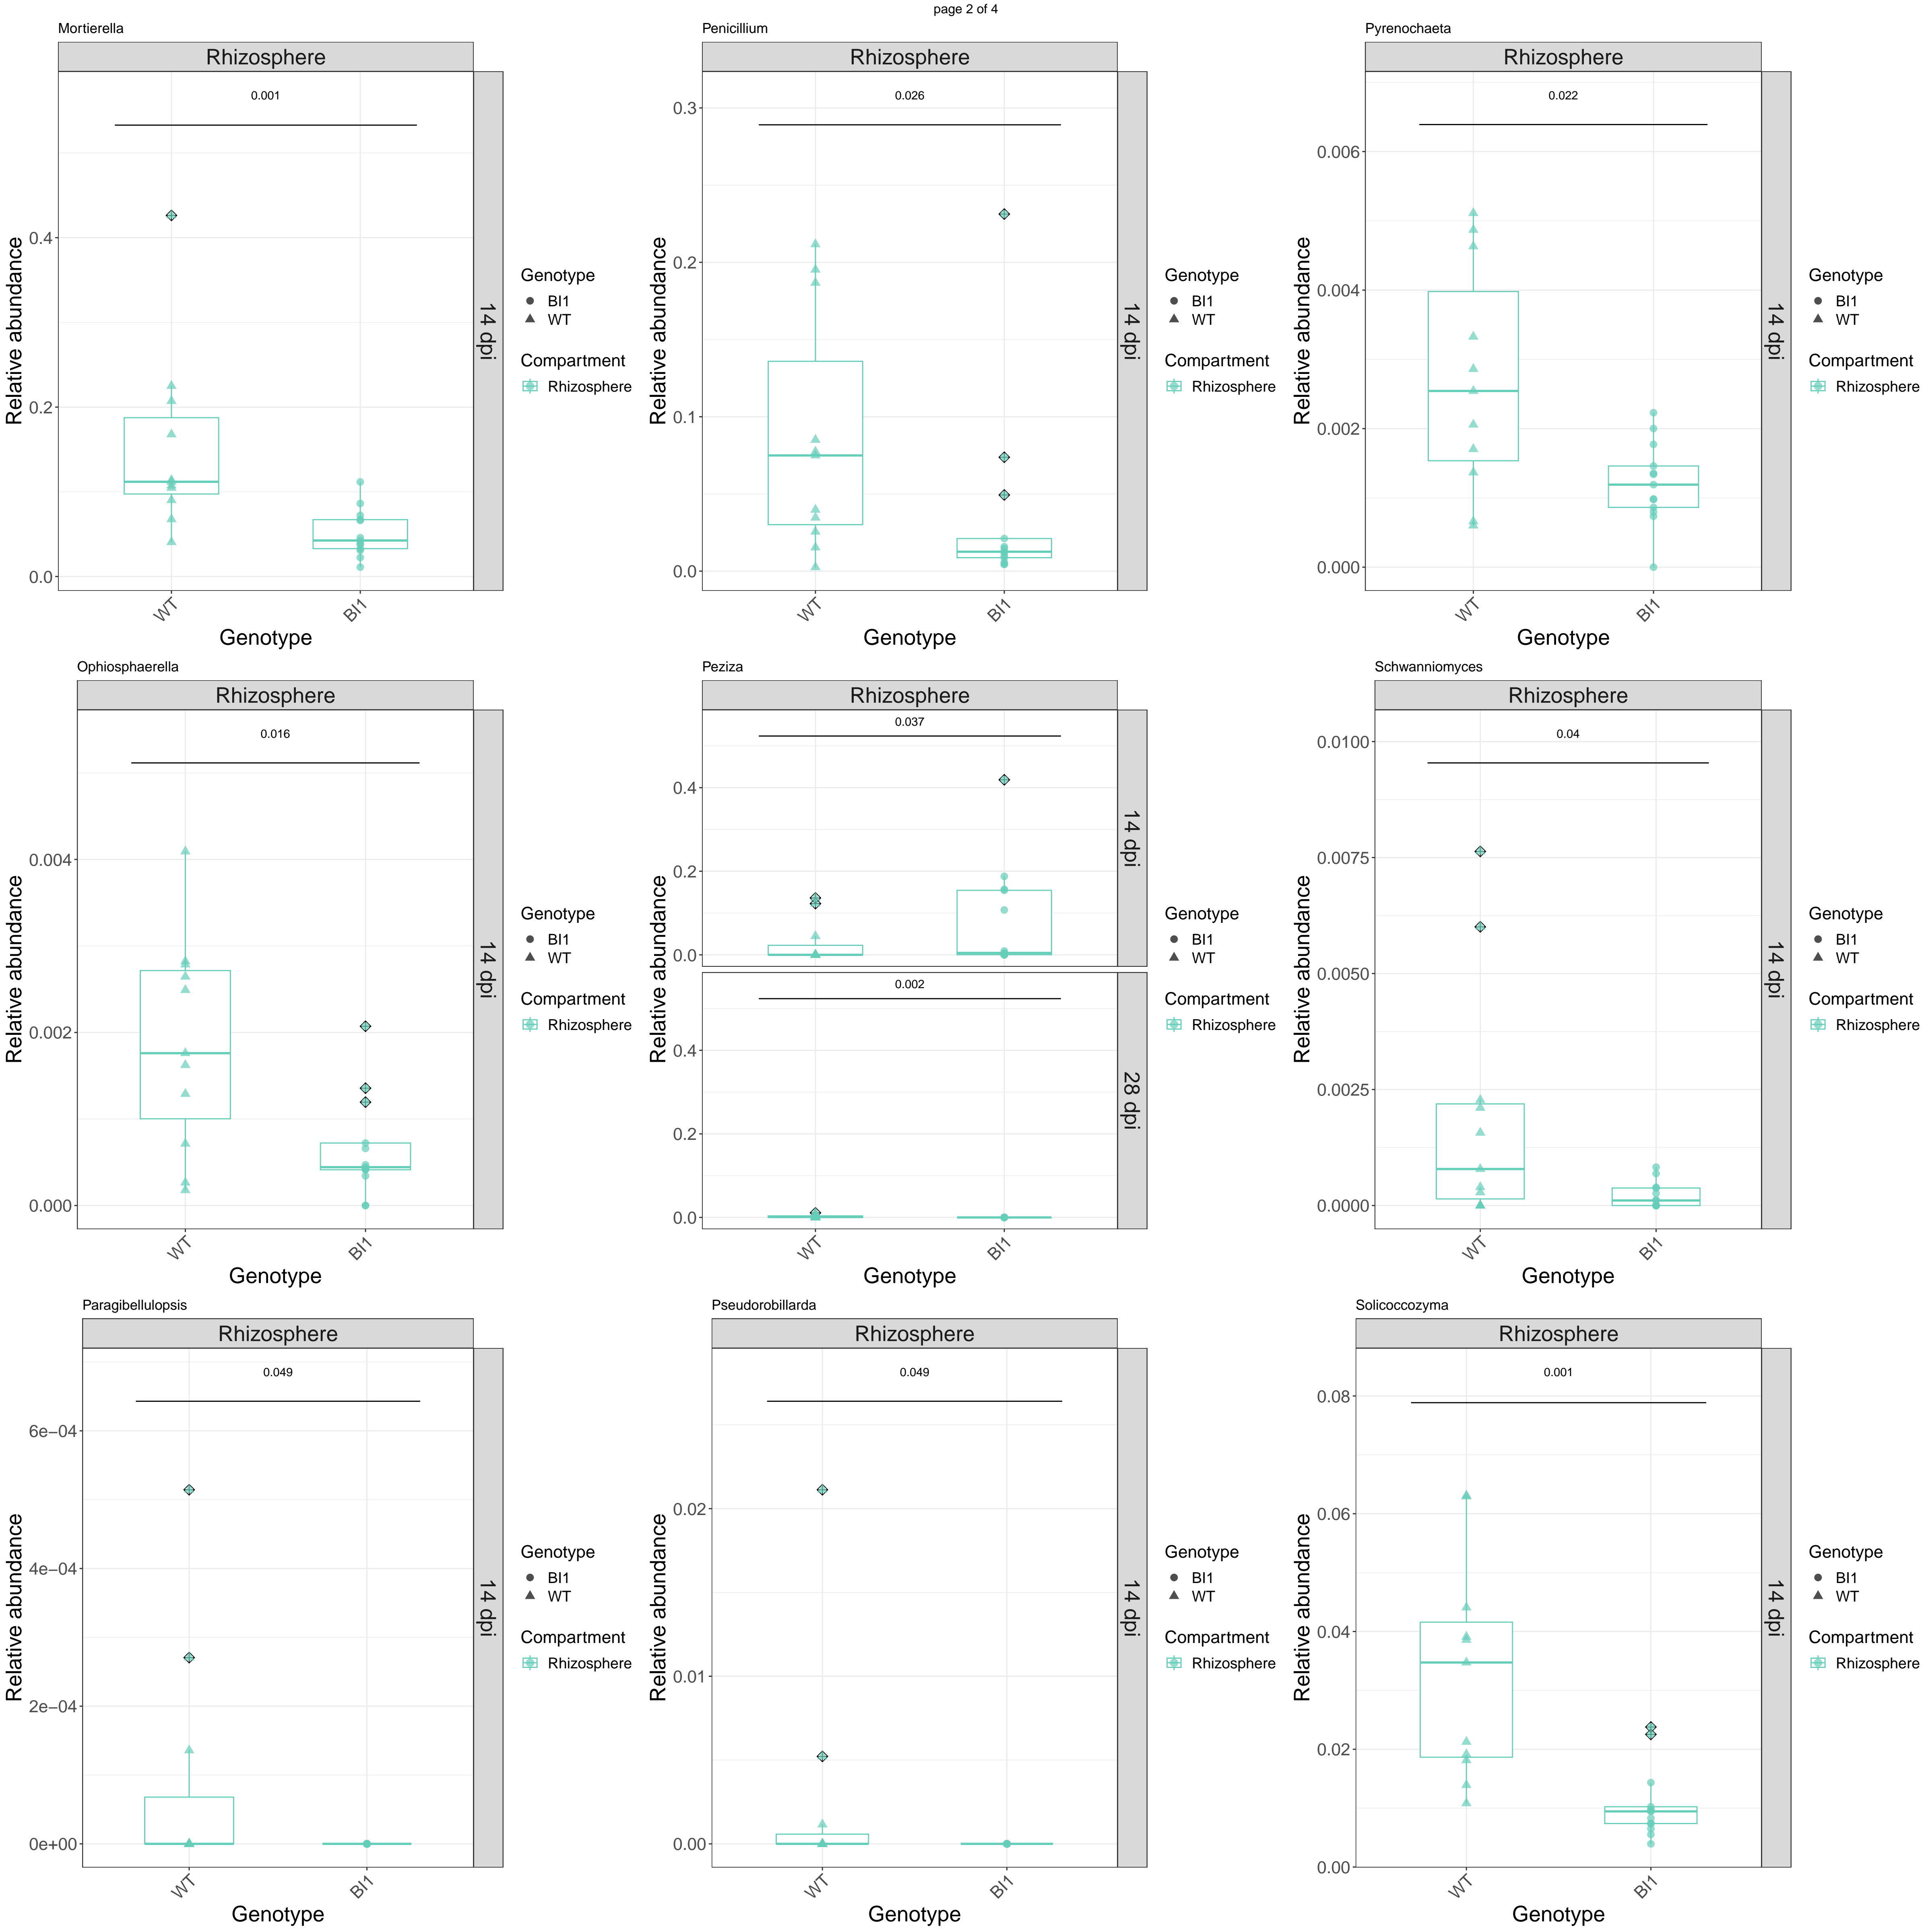 page 2 of 4
Mortierella
Rhizosphere
0.001
0.4
0.2
0.0
Relative abundance
14 dpi
WT
BI1
Genotype
Genotype
BI1
WT
Compartment
Rhizosphere
Penicillium
Rhizosphere
0.026
0.3
0.2
0.1
0.0
Relative abundance
14 dpi
WT
BI1
Genotype
Genotype
BI1
WT
Compartment
Rhizosphere
Pyrenochaeta
Rhizosphere
0.022
0.006
0.004
0.002
0.000
Relative abundance
14 dpi
WT
BI1
Genotype
Genotype
BI1
WT
Compartment
Rhizosphere
Ophiosphaerella
Rhizosphere
0.016
0.004
0.002
0.000
Relative abundance
14 dpi
WT
BI1
Genotype
Genotype
BI1
WT
Compartment
Rhizosphere
Peziza
Rhizosphere
0.037
0.4
0.2
0.0
14 dpi
0.002
0.4
0.2
0.0
28 dpi
Relative abundance
WT
BI1
Genotype
Genotype
BI1
WT
Compartment
Rhizosphere
Schwanniomyces
Rhizosphere
0.04
0.0100
0.0075
0.0050
0.0025
0.0000
Relative abundance
14 dpi
WT
BI1
Genotype
Genotype
BI1
WT
Compartment
Rhizosphere
Paragibellulopsis
Rhizosphere
0.049
6e−04
4e−04
2e−04
0e+00
Relative abundance
14 dpi
WT
BI1
Genotype
Genotype
BI1
WT
Compartment
Rhizosphere
Pseudorobillarda
Rhizosphere
0.049
0.02
0.01
0.00
Relative abundance
14 dpi
WT
BI1
Genotype
Genotype
BI1
WT
Compartment
Rhizosphere
Solicoccozyma
Rhizosphere
0.001
0.08
0.06
0.04
0.02
0.00
Relative abundance
14 dpi
WT
BI1
Genotype
Genotype
BI1
WT
Compartment
Rhizosphere